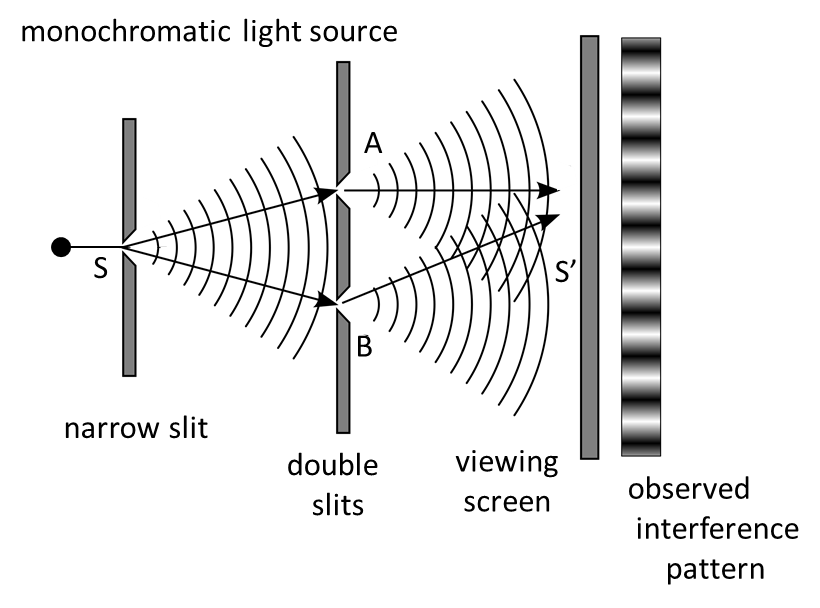 monochromatic light source
A
S
S′
B
narrow slit
double
slits
viewing
screen
observed
interference
pattern